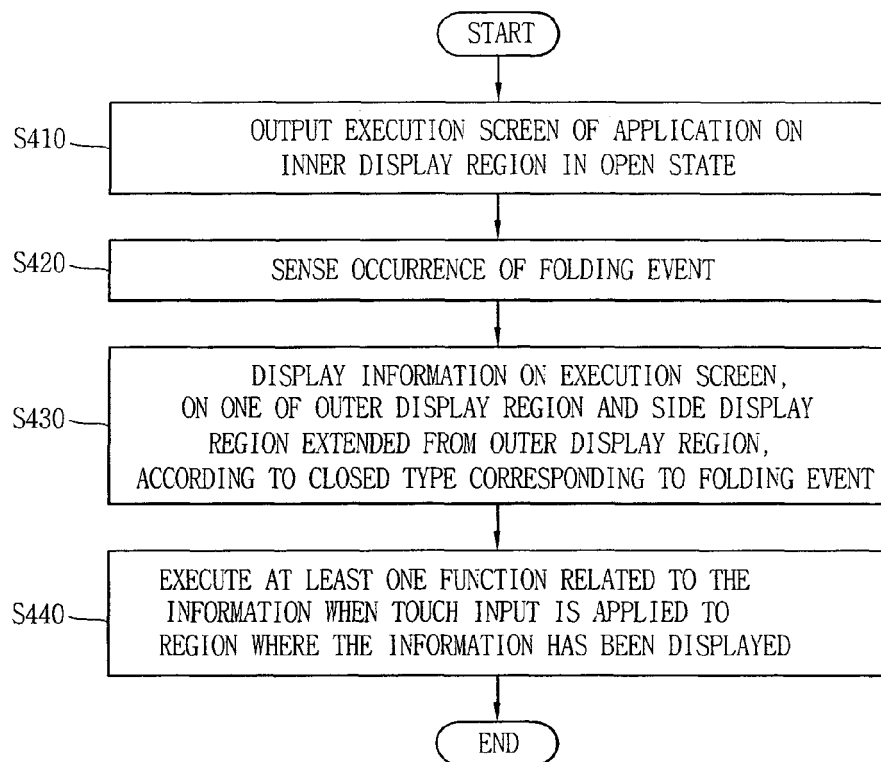 START
S410
OUTPUT EXECUTION SCREEN OF APPLICATION ON
INNER DISPLAY REGION IN OPEN STATE
S420
SENSE OCCURRENCE OF FOLDING EVENT
S430
DISPLAY INFORMATION ON EXECUTION SCREEN,
ON ONE OF OUTER DISPLAY REGION AND SIDE DISPLAY
REGION EXTENDED FROM OUTER DISPLAY REGION,
ACCORDING TO CLOSED TYPE CORRESPONDING TO FOLDING EVENT
S440
EXECUTE AT LEAST ONE FUNCTION RELATED TO THE
INFORMATION WHEN TOUCH INPUT IS APPLIED TO
REGION WHERE THE INFORMATION HAS BEEN DISPLAYED
END